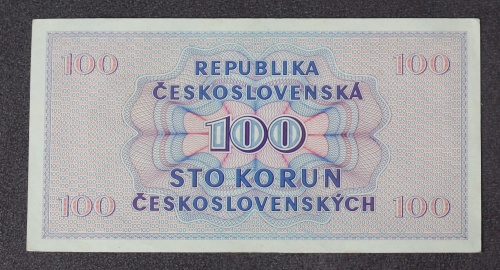 100 REPUBLIKA 100
ČESKOSLOVENSKÁ
100
STO KORUN
100 ČESKOSLOVENSKÝCH 100